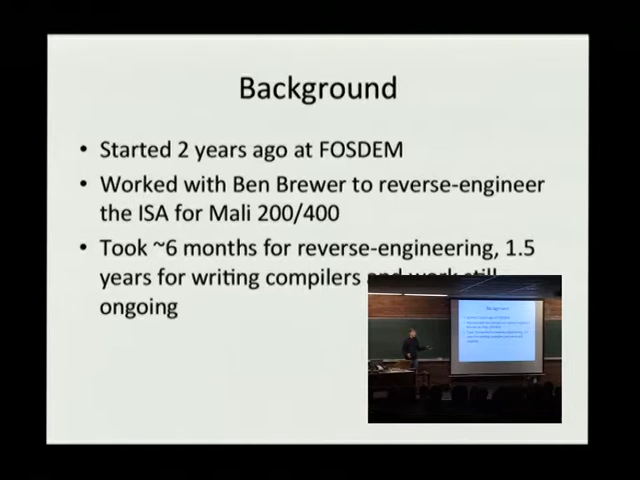 Background
• Started 2 years ago at FOSDEM
• Worked with Ben Brewer to reverse-engineer
the ISA for Mali 200/400
• Took ~6 months for reverse-engineering, 1.5
years for writing compilers and work still
ongoing
Background